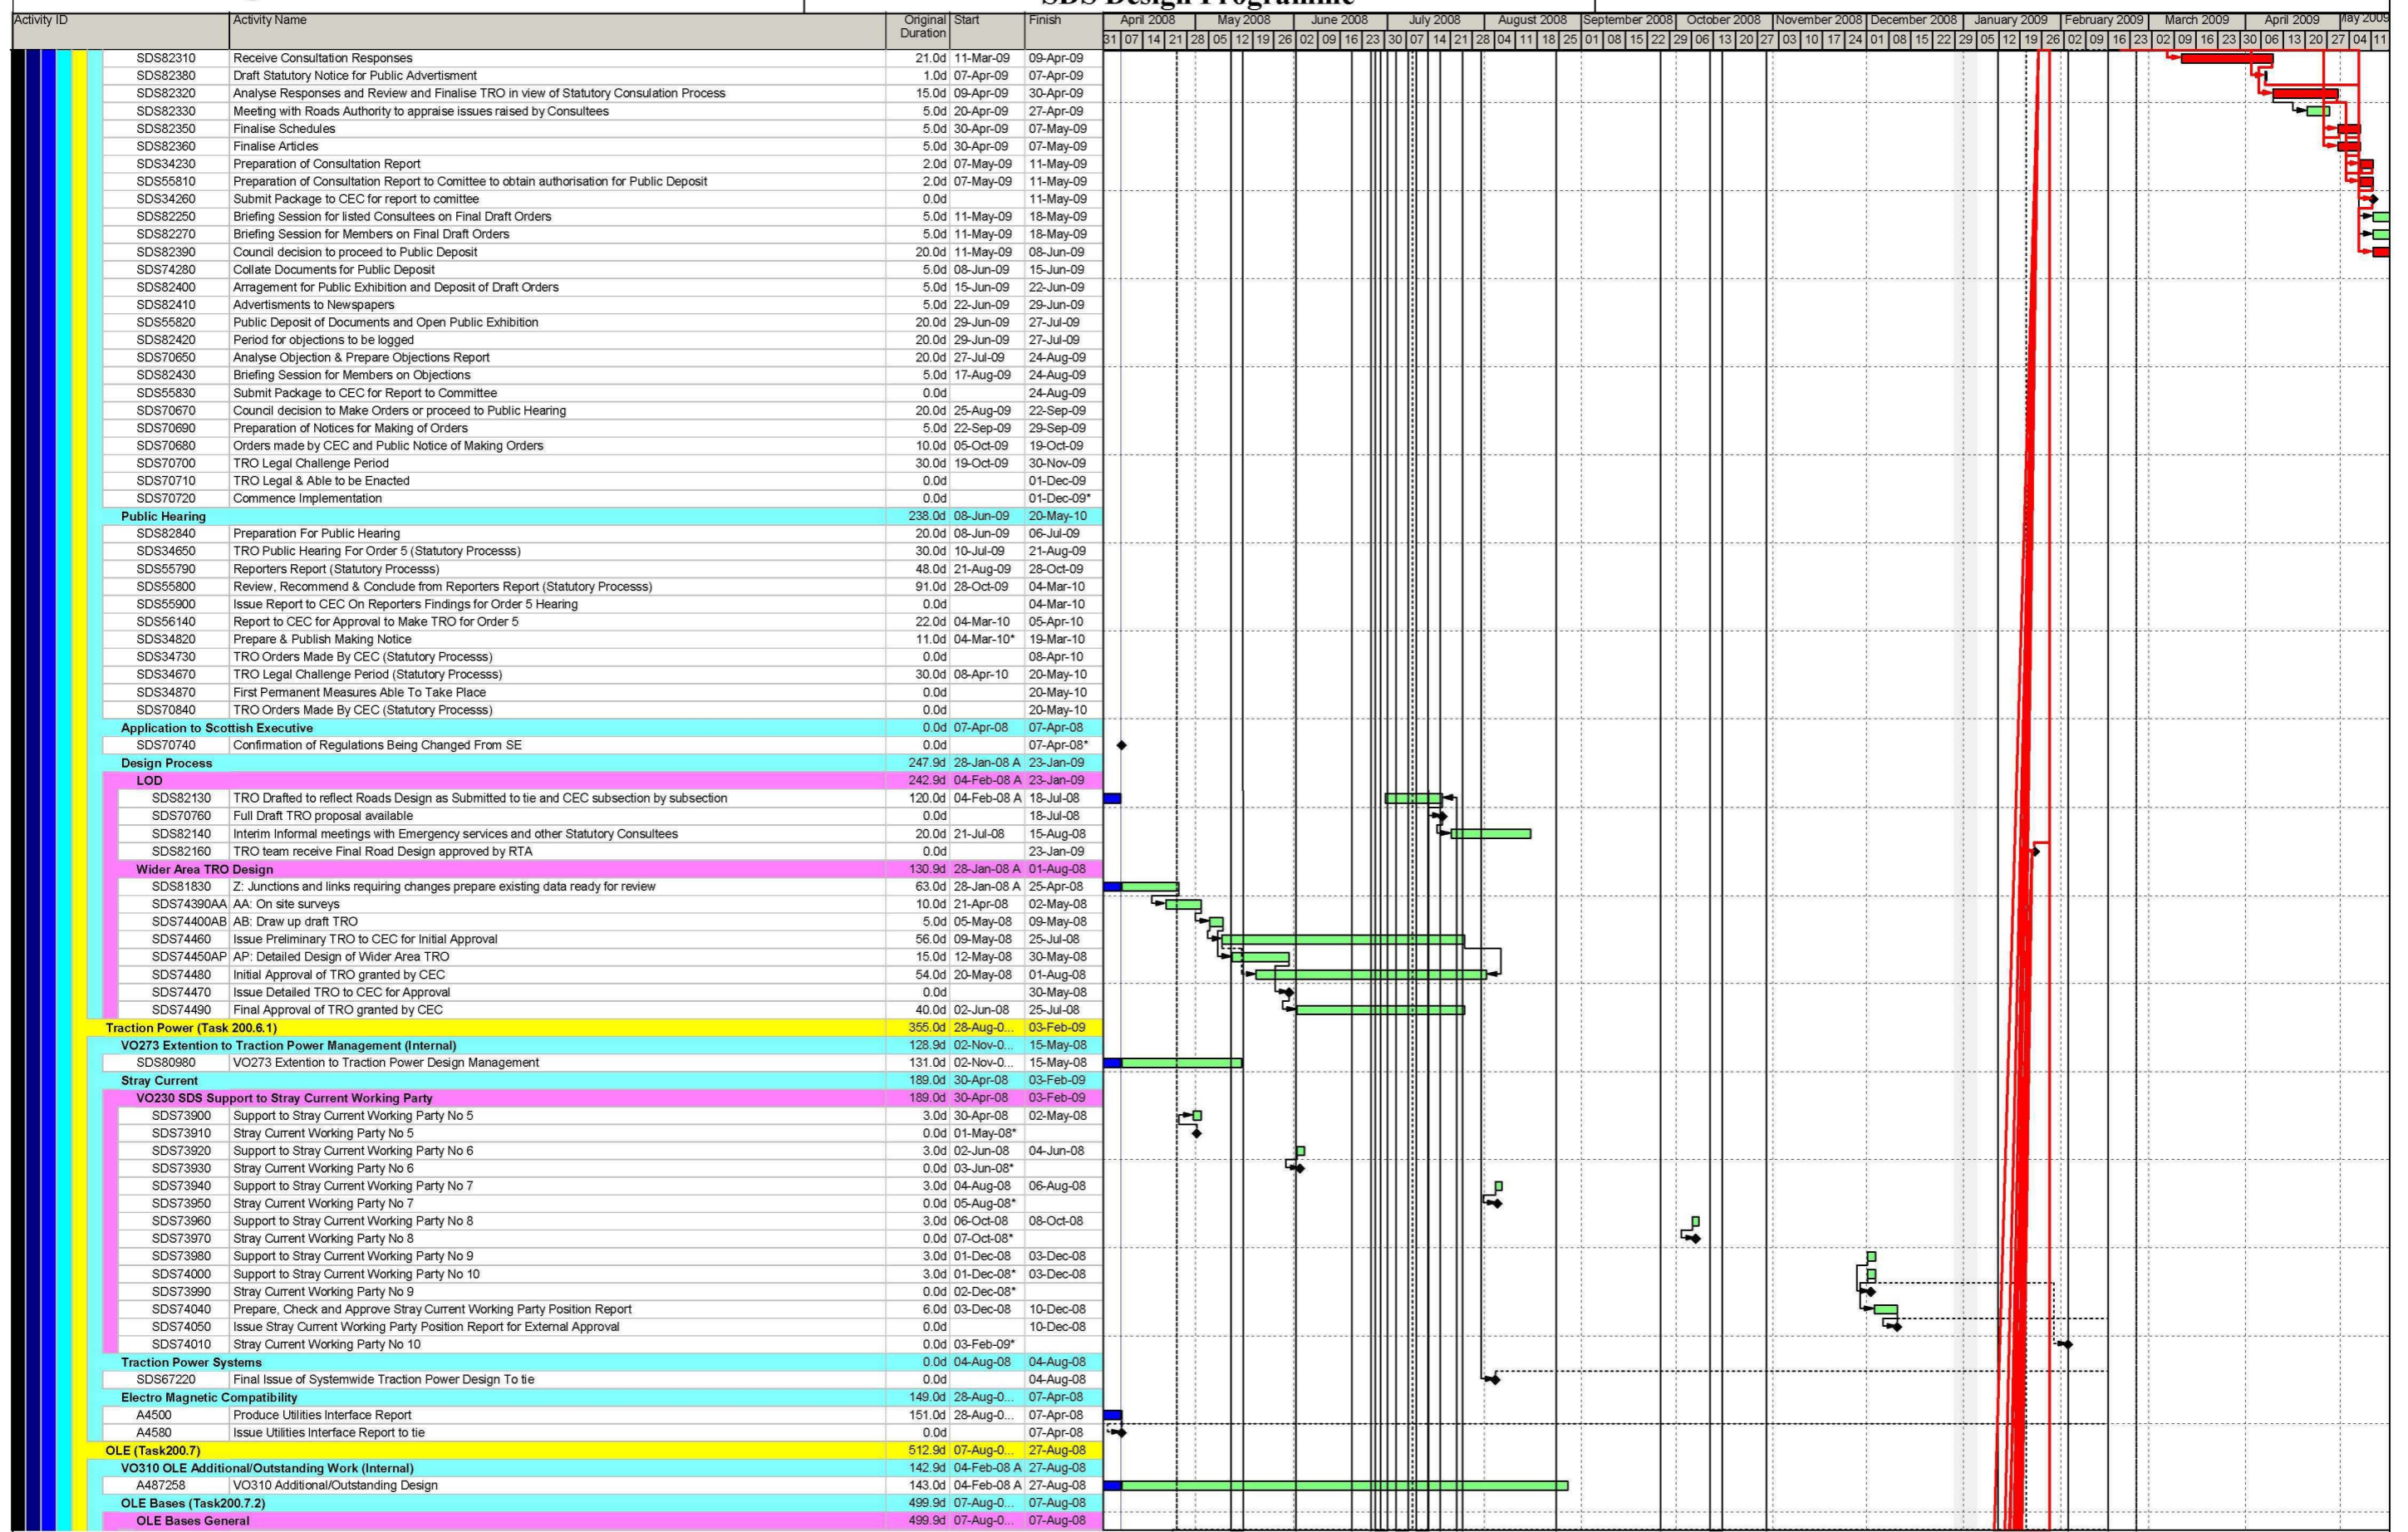 SDS Design Programme
Activity ID Activity Name Original Duration Start Finish April 2008 May 2008 June 2008 July 2008 August 2008 September 2008 October 2008 November 2008 December 2008 January 2009 February 2009 March 2009 April 2009 May 2009
31 07 14 21 28 05 12 19 26 02 09 16 23 30 07 14 21 28 04 11 18 25 01 08 15 22 29 06 13 20 27 03 10 17 24 01 08 15 22 29 05 12 19 26 02 09 16 23 02 09 16 23 30 06 13 20 27 04 11
SDS82310 Receive Consultation Responses 21.0d 11-Mar-09 09-Apr-09
SDS82380 Draft Statutory Notice for Public Advertisment 1.0d 07-Apr-09 07-Apr-09
SDS82320 Analyse Responses and Review and Finalise TRO in view of Statutory Consulation Process 15.0d 09-Apr-09 30-Apr-09
SDS82330 Meeting with Roads Authority to appraise issues raised by Consultees 5.0d 20-Apr-09 27-Apr-09
SDS82350 Finalise Schedules 5.0d 30-Apr-09 07-May-09
SDS82360 Finalise Articles 5.0d 30-Apr-09 07-May-09
SDS34230 Preparation of Consultation Report 2.0d 07-May-09 11-May-09
SDS55810 Preparation of Consultation Report to Comittee to obtain authorisation for Public Deposit 2.0d 07-May-09 11-May-09
SDS34260 Submit Package to CEC for report to comittee 0.0d 11-May-09
SDS82250 Briefing Session for listed Consultees on Final Draft Orders 5.0d 11-May-09 18-May-09
SDS82270 Briefing Session for Members on Final Draft Orders 5.0d 11-May-09 18-May-09
SDS82390 Council decision to proceed to Public Deposit 20.0d 11-May-09 08-Jun-09
SDS74280 Collate Documents for Public Deposit 5.0d 08-Jun-09 15-Jun-09
SDS82400 Arragement for Public Exhibition and Deposit of Draft Orders 5.0d 15-Jun-09 22-Jun-09
SDS82410 Advertisments to Newspapers 5.0d 22-Jun-09 29-Jun-09
SDS55820 Public Deposit of Documents and Open Public Exhibition 20.0d 29-Jun-09 27-Jul-09
SDS82420 Period for objections to be logged 20.0d 29-Jun-09 27-Jul-09
SDS70650 Analyse Objection & Prepare Objections Report 20.0d 27-Jul-09 24-Aug-09
SDS82430 Briefing Session for Members on Objections 5.0d 17-Aug-09 24-Aug-09
SDS55830 Submit Package to CEC for Report to Committee 0.0d 24-Aug-09
SDS70670 Council decision to Make Orders or proceed to Public Hearing 20.0d 25-Aug-09 22-Sep-09
SDS70690 Preparation of Notices for Making of Orders 5.0d 22-Sep-09 29-Sep-09
SDS70680 Orders made by CEC and Public Notice of Making Orders 10.0d 05-Oct-09 19-Oct-09
SDS70700 TRO Legal Challenge Period 30.0d 19-Oct-09 30-Nov-09
SDS70710 TRO Legal & Able to be Enacted 0.0d 01-Dec-09
SDS70720 Commence Implementation 0.0d 01-Dec-09*
Public Hearing 238.0d 08-Jun-09 20-May-10
SDS82840 Preparation For Public Hearing 20.0d 08-Jun-09 06-Jul-09
SDS34650 TRO Public Hearing For Order 5 (Statutory Processs) 30.0d 10-Jul-09 21-Aug-09
SDS55790 Reporters Report (Statutory Processs) 48.0d 21-Aug-09 28-Oct-09
SDS55800 Review, Recommend & Conclude from Reporters Report (Statutory Processs) 91.0d 28-Oct-09 04-Mar-10
SDS55900 Issue Report to CEC On Reporters Findings for Order 5 Hearing 0.0d 04-Mar-10
SDS56140 Report to CEC for Approval to Make TRO for Order 5 22.0d 04-Mar-10 05-Apr-10
SDS34820 Prepare & Publish Making Notice 11.0d 04-Mar-10* 19-Mar-10
SDS34730 TRO Orders Made By CEC (Statutory Processs) 0.0d 08-Apr-10
SDS34670 TRO Legal Challenge Period (Statutory Processs) 30.0d 08-Apr-10 20-May-10
SDS34870 First Permanent Measures Able To Take Place 0.0d 20-May-10
SDS70840 TRO Orders Made By CEC (Statutory Processs) 0.0d 20-May-10
Application to Scottish Executive 0.0d 07-Apr-08 07-Apr-08
SDS70740 Confirmation of Regulations Being Changed From SE 0.0d 07-Apr-08*
Design Process 247.9d 28-Jan-08 A 23-Jan-09
LOD 242.9d 04-Feb-08 A 23-Jan-09
SDS82130 TRO Drafted to reflect Roads Design as Submitted to tie and CEC subsection by subsection 120.0d 04-Feb-08 A 18-Jul-08
SDS70760 Full Draft TRO proposal available 0.0d 18-Jul-08
SDS82140 Interim Informal meetings with Emergency services and other Statutory Consultees 20.0d 21-Jul-08 15-Aug-08
SDS82160 TRO team receive Final Road Design approved by RTA 0.0d 23-Jan-09
Wider Area TRO Design 130.9d 28-Jan-08 A 01-Aug-08
SDS81830 Z: Junctions and links requiring changes prepare existing data ready for review 63.0d 28-Jan-08 A 25-Apr-08
SDS74390AA AA: On site surveys 10.0d 21-Apr-08 02-May-08
SDS74400AB AB: Draw up draft TRO 5.0d 05-May-08 09-May-08
SDS74460 Issue Preliminary TRO to CEC for Initial Approval 56.0d 09-May-08 25-Jul-08
SDS74450AP AP: Detailed Design of Wider Area TRO 15.0d 12-May-08 30-May-08
SDS74480 Initial Approval of TRO granted by CEC 54.0d 20-May-08 01-Aug-08
SDS74470 Issue Detailed TRO to CEC for Approval 0.0d 30-May-08
SDS74490 Final Approval of TRO granted by CEC 40.0d 02-Jun-08 25-Jul-08
Traction Power (Task 200.6.1) 355.0d 28-Aug-0... 03-Feb-09
VO273 Extention to Traction Power Management (Internal) 128.9d 02-Nov-0... 15-May-08
SDS80980 VO273 Extention to Traction Power Design Management 131.0d 02-Nov-0... 15-May-08
Stray Current 189.0d 30-Apr-08 03-Feb-09
VO230 SDS Support to Stray Current Working Party 189.0d 30-Apr-08 03-Feb-09
SDS73900 Support to Stray Current Working Party No 5 3.0d 30-Apr-08 02-May-08
SDS73910 Stray Current Working Party No 5 0.0d 01-May-08*
SDS73920 Support to Stray Current Working Party No 6 3.0d 02-Jun-08 04-Jun-08
SDS73930 Stray Current Working Party No 6 0.0d 03-Jun-08*
SDS73940 Support to Stray Current Working Party No 7 3.0d 04-Aug-08 06-Aug-08
SDS73950 Stray Current Working Party No 7 0.0d 05-Aug-08*
SDS73960 Support to Stray Current Working Party No 8 3.0d 06-Oct-08 08-Oct-08
SDS73970 Stray Current Working Party No 8 0.0d 07-Oct-08*
SDS73980 Support to Stray Current Working Party No 9 3.0d 01-Dec-08 03-Dec-08
SDS74000 Support to Stray Current Working Party No 10 3.0d 01-Dec-08* 03-Dec-08
SDS73990 Stray Current Working Party No 9 0.0d 02-Dec-08*
SDS74040 Prepare, Check and Approve Stray Current Working Party Position Report 6.0d 03-Dec-08 10-Dec-08
SDS74050 Issue Stray Current Working Party Position Report for External Approval 0.0d 10-Dec-08
SDS74010 Stray Current Working Party No 10 0.0d 03-Feb-09*
Traction Power Systems 0.0d 04-Aug-08 04-Aug-08
SDS67220 Final Issue of Systemwide Traction Power Design To tie 0.0d 04-Aug-08
Electro Magnetic Compatibility 149.0d 28-Aug-0... 07-Apr-08
A4500 Produce Utilities Interface Report 151.0d 28-Aug-0... 07-Apr-08
A4580 Issue Utilities Interface Report to tie 0.0d 07-Apr-08
OLE (Task200.7) 512.9d 07-Aug-0... 27-Aug-08
VO310 OLE Additional/Outstanding Work (Internal) 142.9d 04-Feb-08 A 27-Aug-08
A487258 VO310 Additional/Outstanding Design 143.0d 04-Feb-08 A 27-Aug-08
OLE Bases (Task200.7.2) 499.9d 07-Aug-0... 07-Aug-08
OLE Bases General 499.9d 07-Aug-0... 07-Aug-08